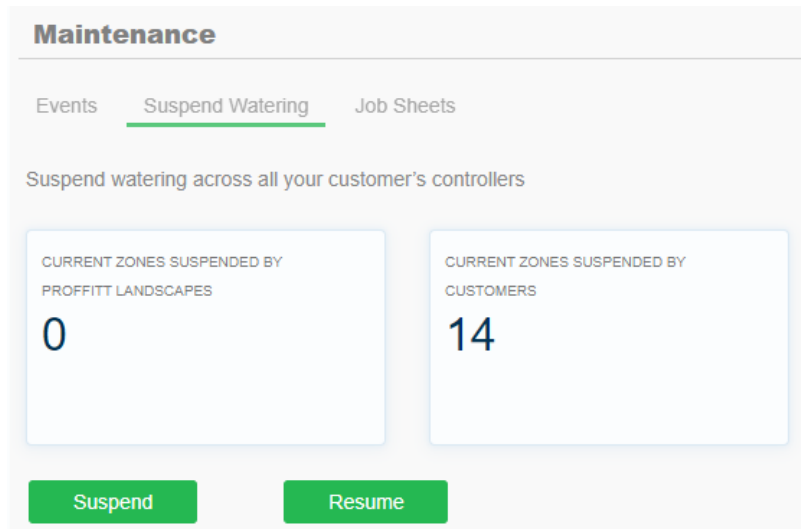 Maintenance
Events Suspend Watering Job Sheets
Suspend watering across all your customer's controllers
CURRENT ZONES SUSPENDED BY
PROFFITT LANDSCAPES
0
CURRENT ZONES SUSPENDED BY
CUSTOMERS
14
Suspend Resume